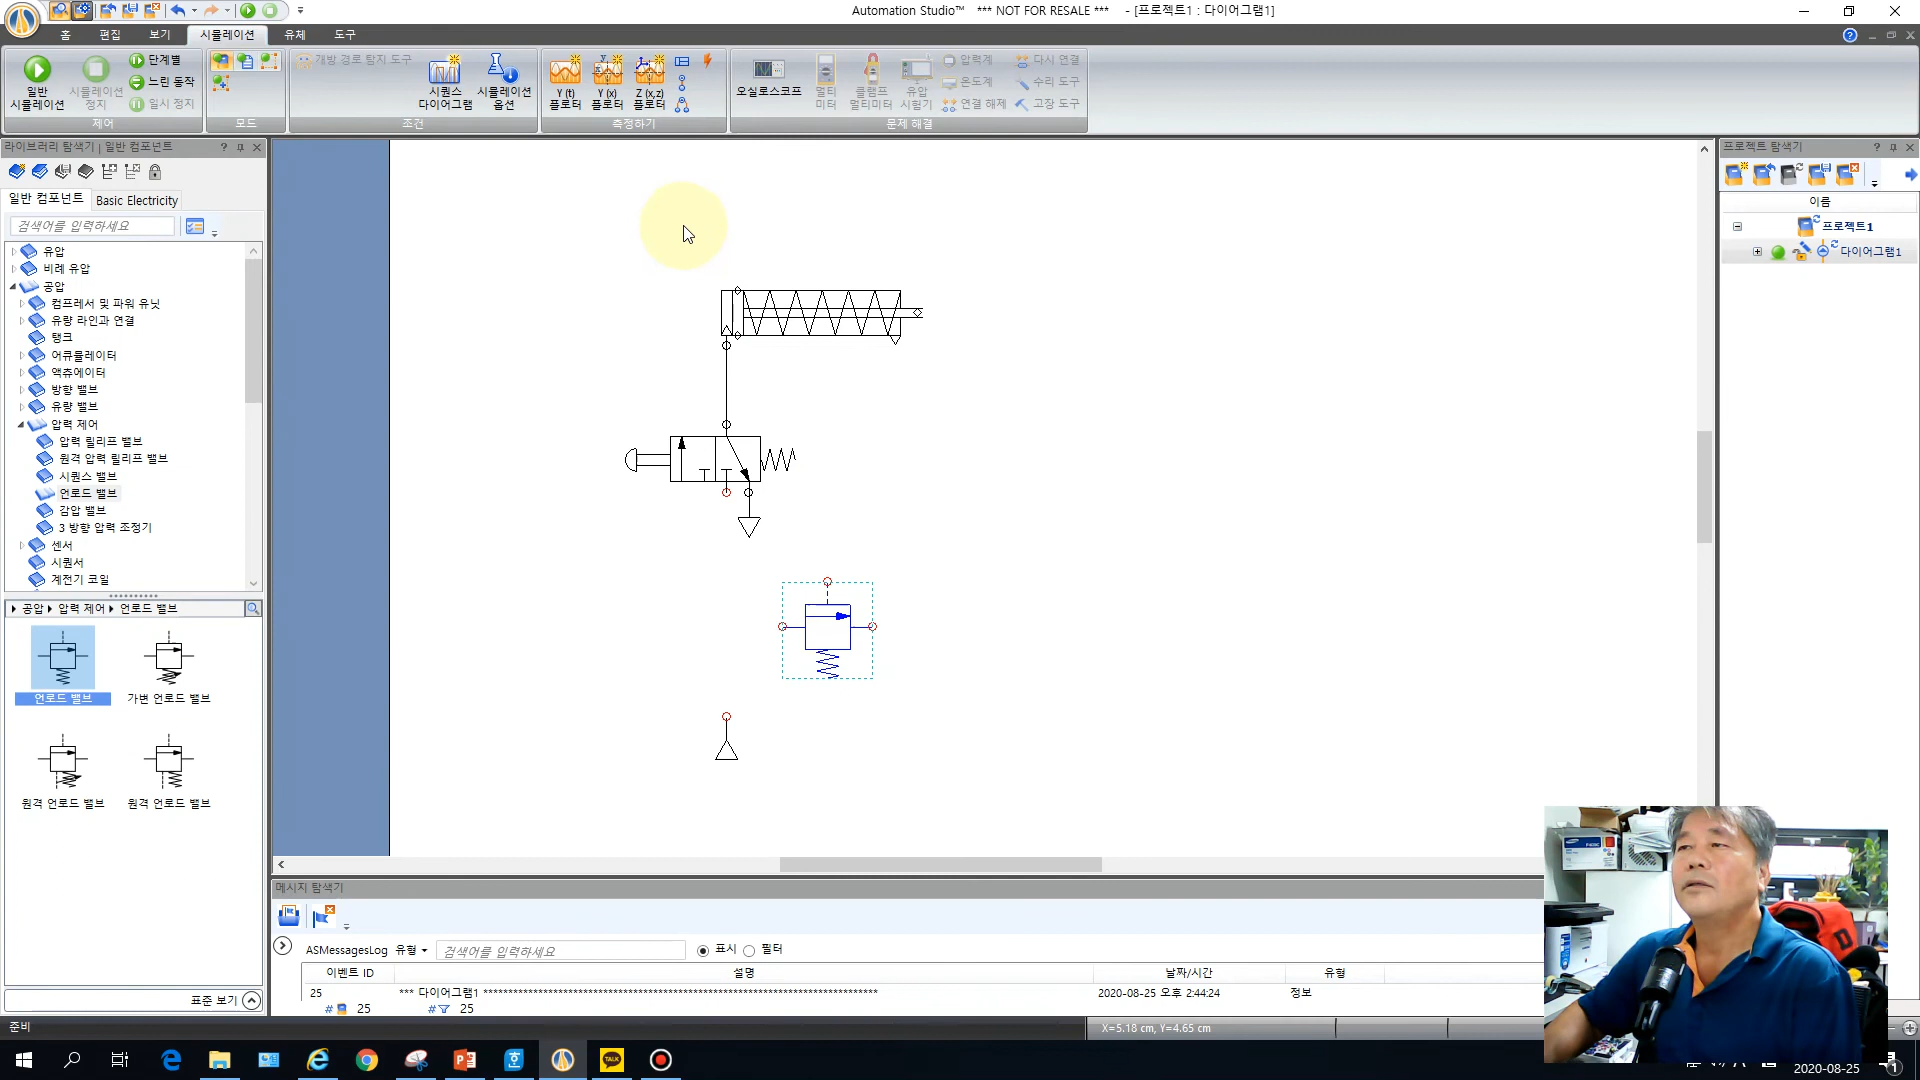 Automation Studio™ *** NOT FOR RESALE *** - [프로젝트1 : 다이어그램1]
홈 편집 보기 시뮬레이션 유체 도구
일반 시뮬레이션
시뮬레이션 정지
단계별
느린 동작
일시 정지
제어
모드
개방 경로 탐지 도구
시퀀스 다이어그램
시뮬레이션 옵션
조건
Y (t) 플로터
Y (x) 플로터
Z (x,z) 플로터
측정하기
오실로스코프
멀티 미터
클램프 멀티미터
유압 시험기
압력계
온도계
연결 해제
다시 연결
수리 도구
고장 도구
문제 해결
라이브러리 탐색기 | 일반 컴포넌트
일반 컴포넌트 Basic Electricity
검색어를 입력하세요
유압
비례 유압
공압
컴프레서 및 파워 유닛
유량 라인과 연결
탱크
어큐뮬레이터
액츄에이터
방향 밸브
유량 밸브
압력 제어
압력 릴리프 밸브
원격 압력 릴리프 밸브
시퀀스 밸브
언로드 밸브
감압 밸브
3 방향 압력 조정기
센서
시퀀서
계전기 코일
공압 압력 제어 언로드 밸브
언로드 밸브 가변 언로드 밸브
원격 언로드 밸브 원격 언로드 밸브
표준 보기
프로젝트 탐색기
이름
프로젝트1
다이어그램1
메시지 탐색기
ASMessagesLog 유형 검색어를 입력하세요 표시 필터
이벤트 ID 설명 날짜/시간 유형
25 *** 다이어그램1 ****************************************************************************** 2020-08-25 오후 2:44:24 정보
# 25 # 25
준비 X=5.18 cm, Y=4.65 cm
TALK
2020-08-25
1